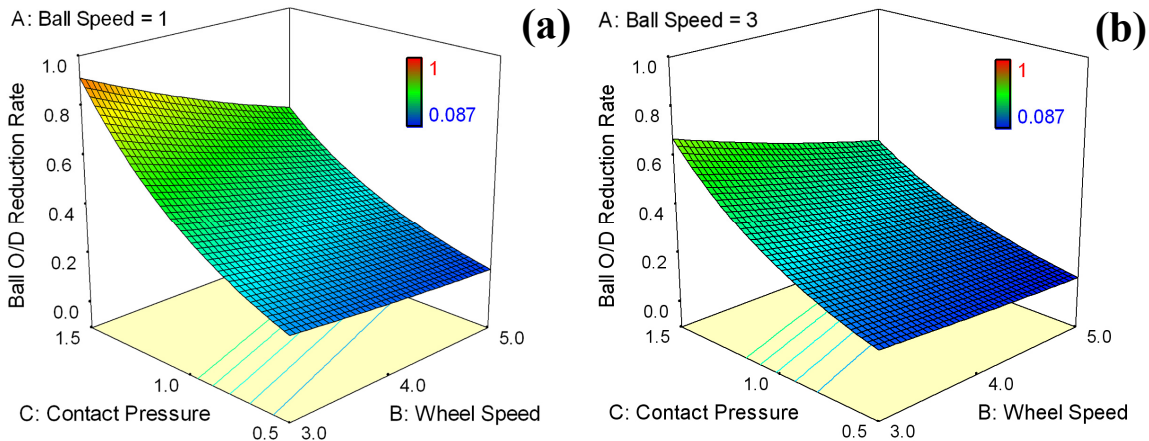 A: Ball Speed = 1
(a)
1
0.087
Ball O/D Reduction Rate
1.0
0.8
0.6
0.4
0.2
0.0
1.5
1.0
0.5
C: Contact Pressure
3.0
4.0
5.0
B: Wheel Speed
A: Ball Speed = 3
(b)
1
0.087
Ball O/D Reduction Rate
1.0
0.8
0.6
0.4
0.2
0.0
1.5
1.0
0.5
C: Contact Pressure
3.0
4.0
5.0
B: Wheel Speed